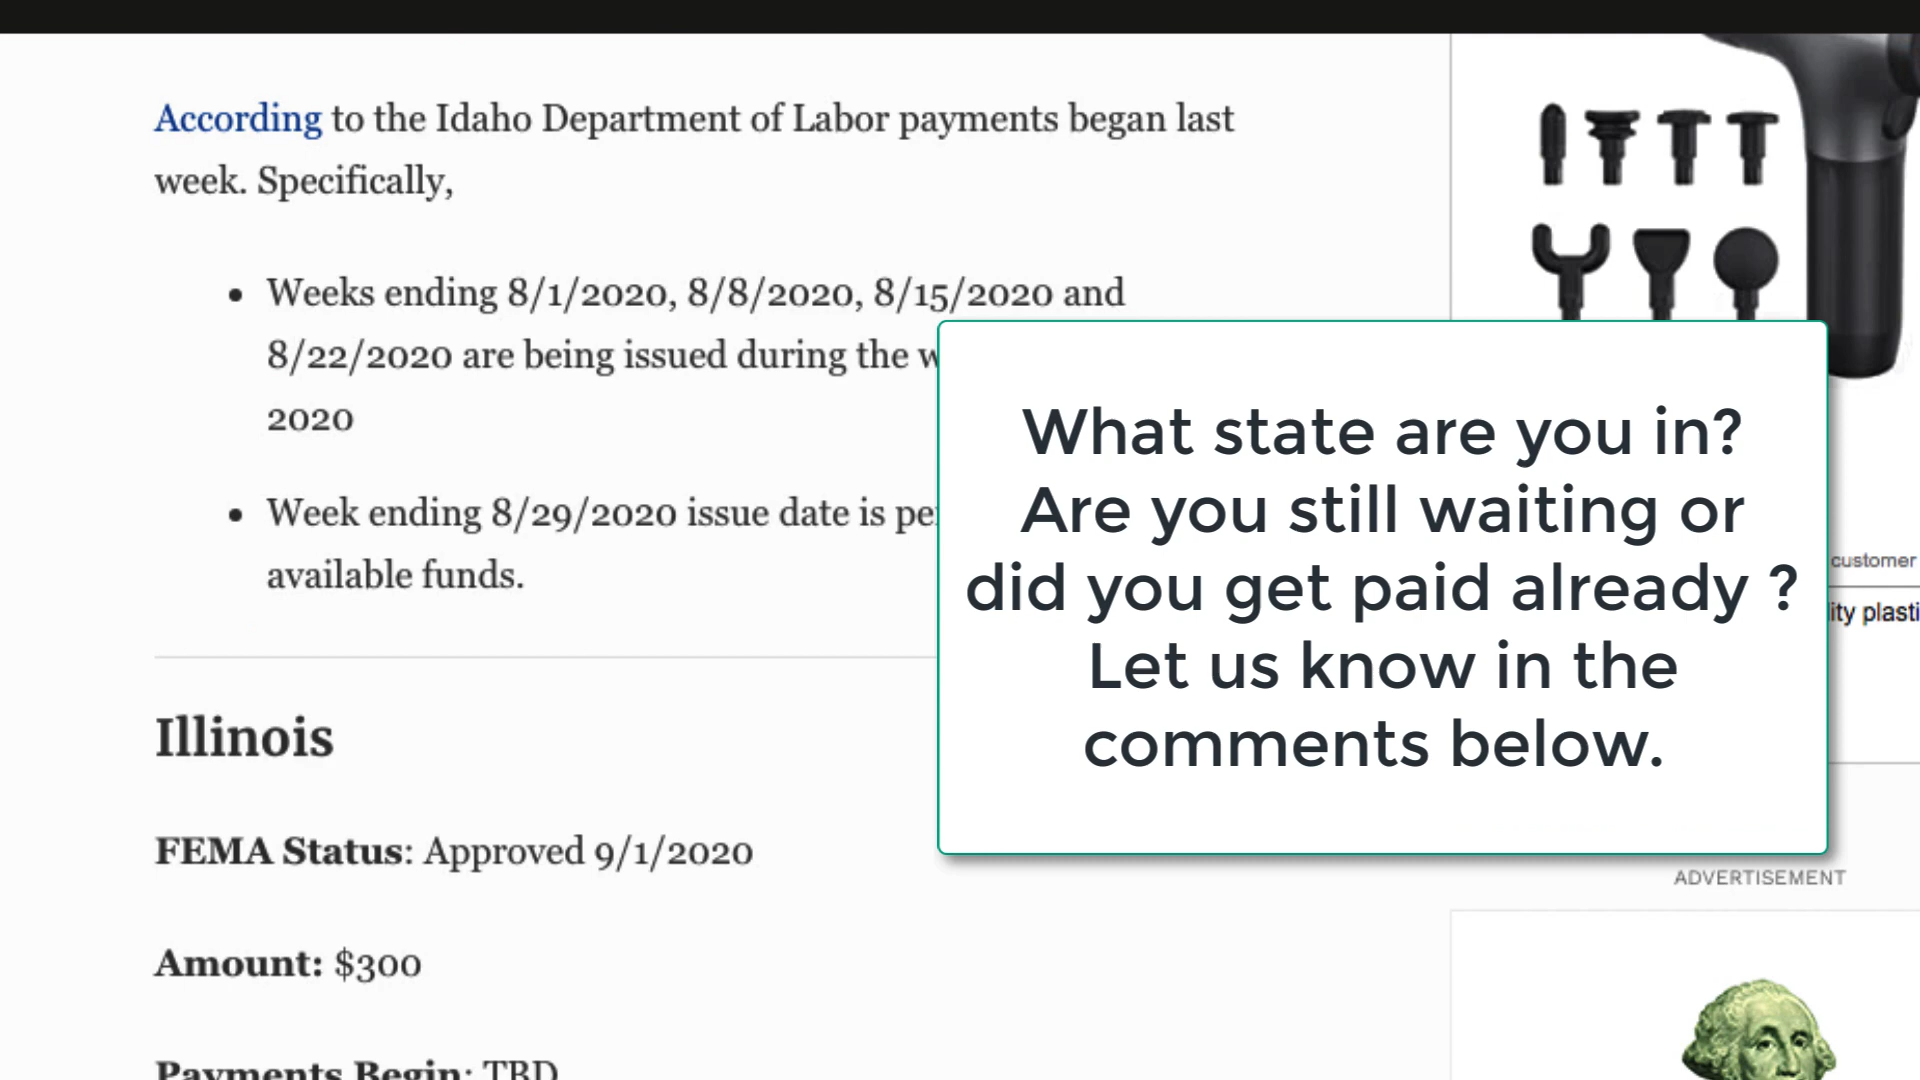 According to the Idaho Department of Labor payments began last
week. Specifically,
• Weeks ending 8/1/2020, 8/8/2020, 8/15/2020 and
8/22/2020 are being issued during the
2020
• Week ending 8/29/2020 issue date is
available funds.
What state are you in?
Are you still waiting or
did you get paid already ?
Let us know in the
comments below.
customer
Illinois
FEMA Status: Approved 9/1/2020
Amount: $300
Payments Begin: TBD
ADVERTISEMENT